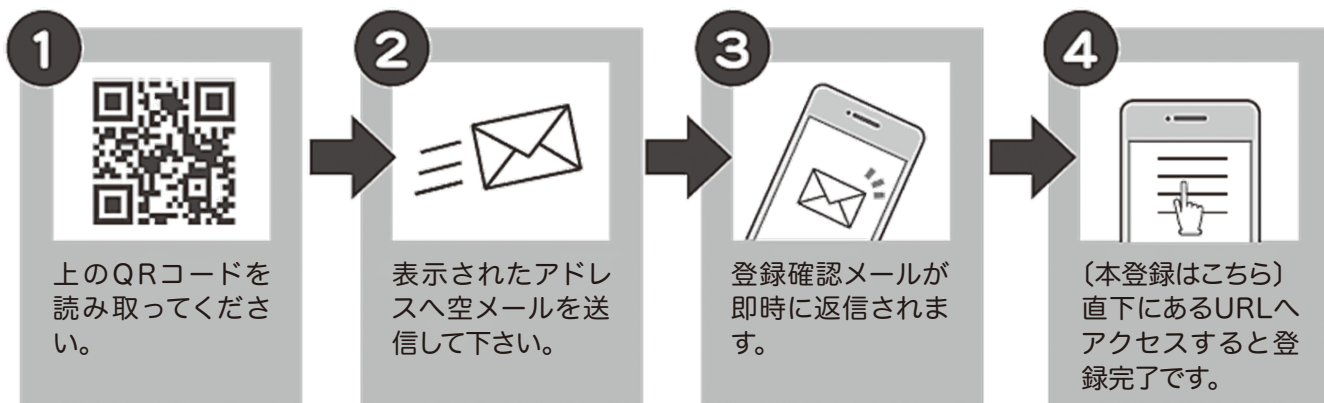 1
上のQRコードを
読み取ってくださ
い。
2
表示されたアドレ
スへ空メールを送
信して下さい。
3
登録確認メールが
即時に返信されま
す。
4
〔本登録はこちら〕
直下にあるURLへ
アクセスすると登
録完了です。